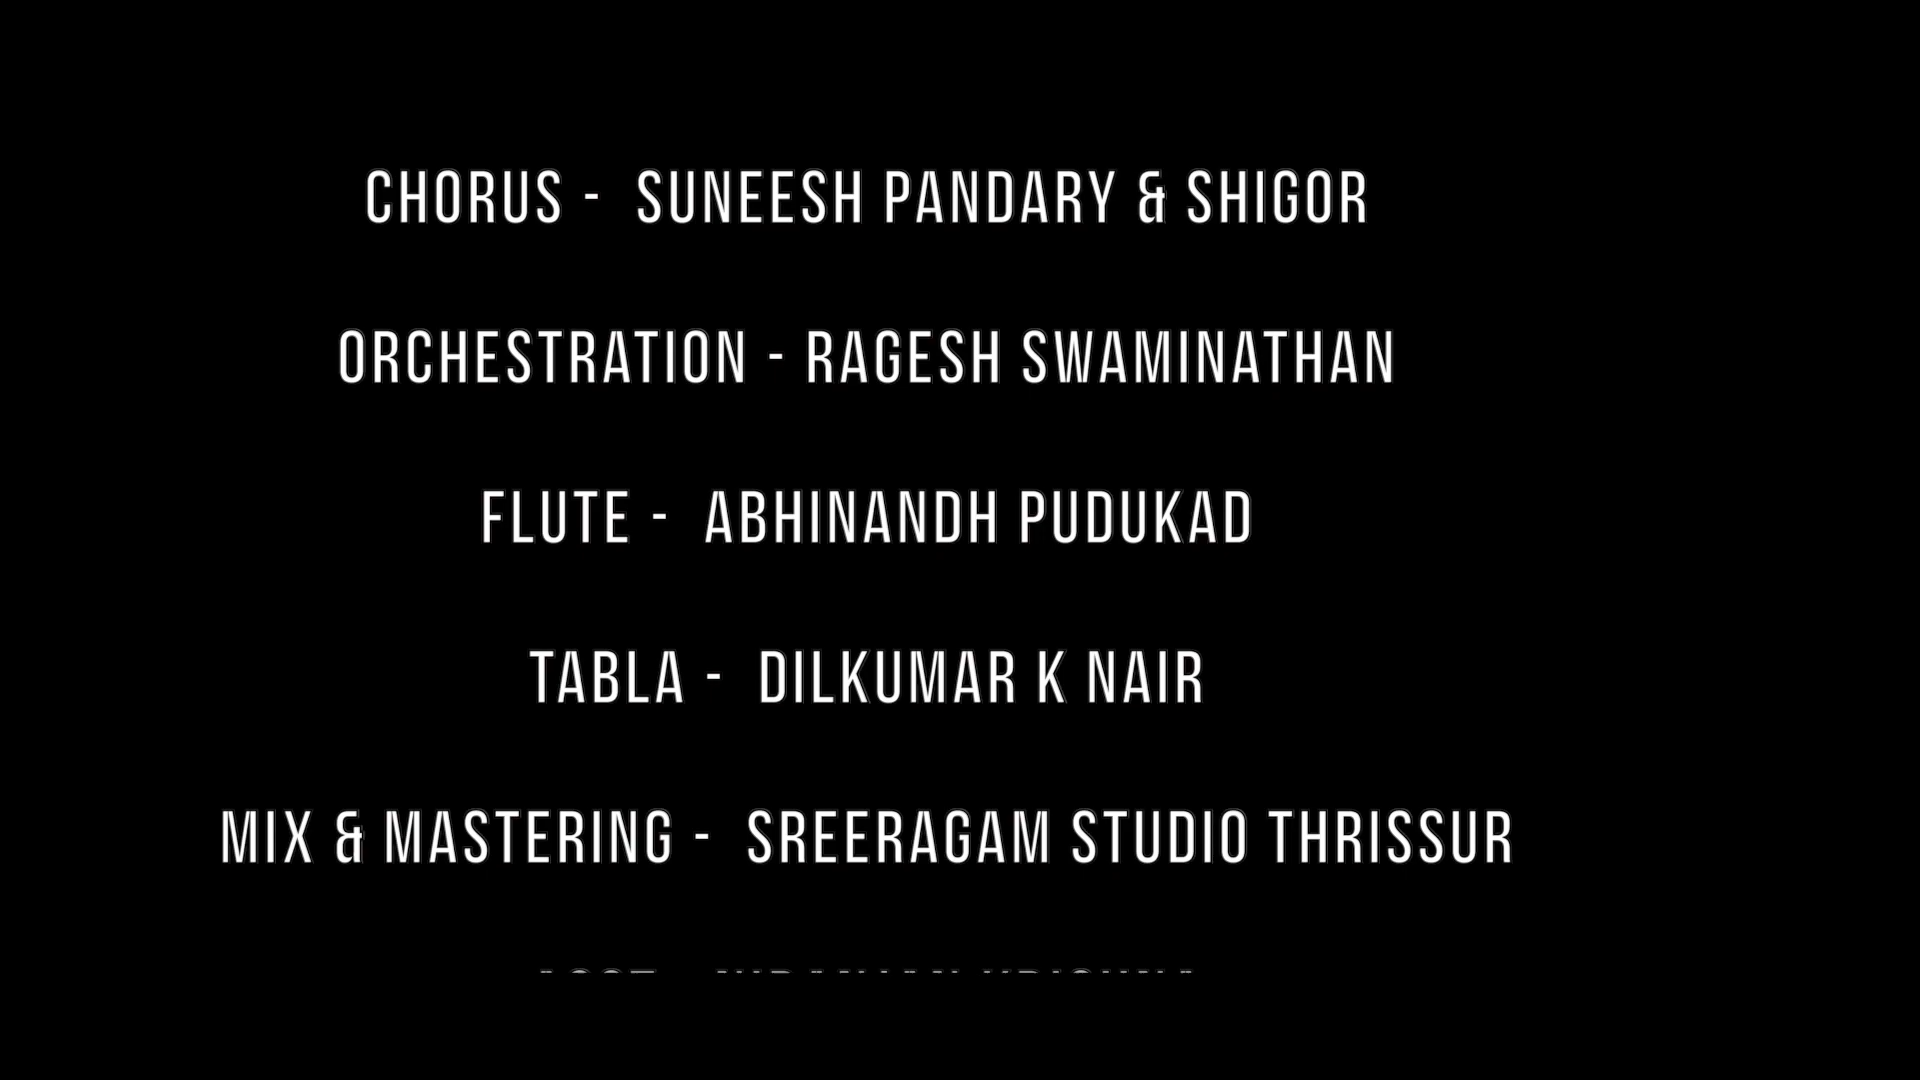 CHORUS - SUNEESH PANDARY & SHIGOR
ORCHESTRATION - RAGESH SWAMINATHAN
FLUTE - ABHINANDH PUDUKAD
TABLA - DILKUMAR K NAIR
MIX & MASTERING - SREERAGAM STUDIO THRISSUR